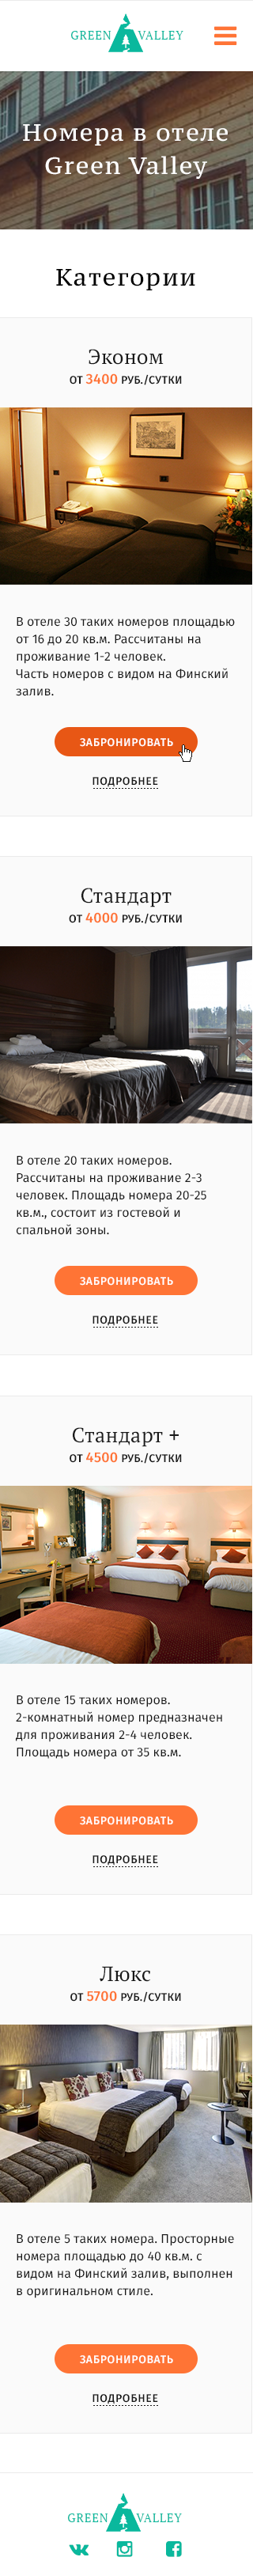 GREEN VALLEY
Номера в отеле
Green Valley
Категории
Эконом
ОТ 3400 РУБ./СУТКИ
В отеле 30 таких номеров площадью
от 16 до 20 кв.м. Рассчитаны на
проживание 1-2 человек.
Часть номеров с видом на Финский
залив.
ЗАБРОНИРОВАТЬ
ПОДРОБНЕЕ
Стандарт
ОТ 4000 РУБ./СУТКИ
В отеле 20 таких номеров.
Рассчитаны на проживание 2-3
человек. Площадь номера 20-25
кв.м., состоит из гостевой и
спальной зоны.
ЗАБРОНИРОВАТЬ
ПОДРОБНЕЕ
Стандарт +
ОТ 4500 РУБ./СУТКИ
В отеле 15 таких номеров.
2-комнатный номер предназначен
для проживания 2-4 человек.
Площадь номера от 35 кв.м.
ЗАБРОНИРОВАТЬ
ПОДРОБНЕЕ
Люкс
ОТ 5700 РУБ./СУТКИ
В отеле 5 таких номера. Просторные
номера площадью до 40 кв.м. с
видом на Финский залив, выполнен
в оригинальном стиле.
ЗАБРОНИРОВАТЬ
ПОДРОБНЕЕ
GREEN VALLEY